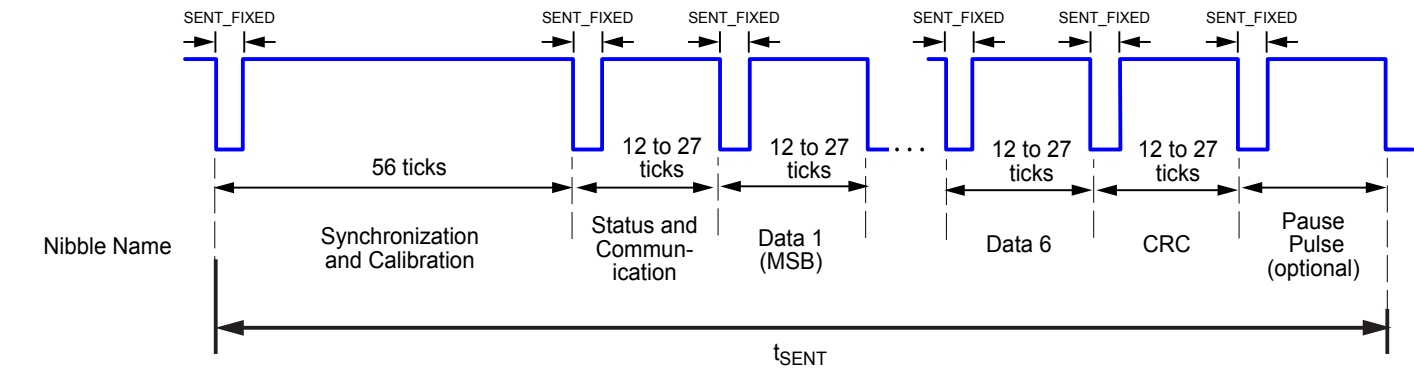 SENT_FIXED SENT_FIXED SENT_FIXED SENT_FIXED SENT_FIXED SENT_FIXED
56 ticks
12 to 27
ticks
12 to 27
ticks
...
12 to 27
ticks
12 to 27
ticks
Nibble Name
Synchronization
and Calibration
Status and
Commun-
ication
Data 1
(MSB)
Data 6
CRC
Pause
Pulse
(optional)
tSENT